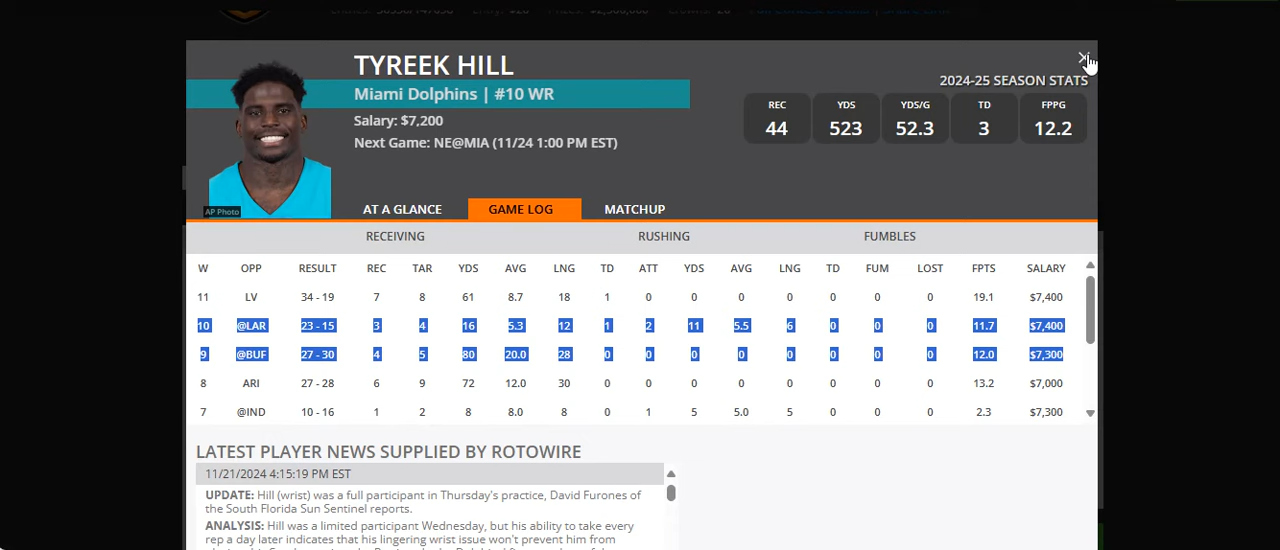 TYREEK HILL
Miami Dolphins | #10 WR
Salary: $7,200
Next Game: NE@MIA (11/24 1:00 PM EST)
2024-25 SEASON STATS
REC YDS YDS/G TD FPPG
44 523 52.3 3 12.2
AP Photo
AT A GLANCE GAME LOG MATCHUP
RECEIVING RUSHING FUMBLES
W OPP RESULT REC TAR YDS AVG LNG TD ATT YDS AVG LNG TD FUM LOST FPTS SALARY
11 LV 34 - 19 7 8 61 8.7 18 1 0 0 0 0 0 0 0 19.1 $7,400
10 @LAR 23 - 15 3 4 16 5.3 12 1 2 11 5.5 6 0 0 0 11.7 $7,400
9 @BUF 27 - 30 4 5 80 20.0 28 0 0 0 0 0 0 0 0 12.0 $7,300
8 ARI 27 - 28 6 9 72 12.0 30 0 0 0 0 0 0 0 0 13.2 $7,000
7 @IND 10 - 16 1 2 8 8.0 8 0 1 5 5.0 5 0 0 0 2.3 $7,300
LATEST PLAYER NEWS SUPPLIED BY ROTOWIRE
11/21/2024 4:15:19 PM EST
UPDATE: Hill (wrist) was a full participant in Thursday's practice, David Furones of
the South Florida Sun Sentinel reports.
ANALYSIS: Hill was a limited participant Wednesday, but his ability to take every
rep a day later indicates that his lingering wrist issue won't prevent him from